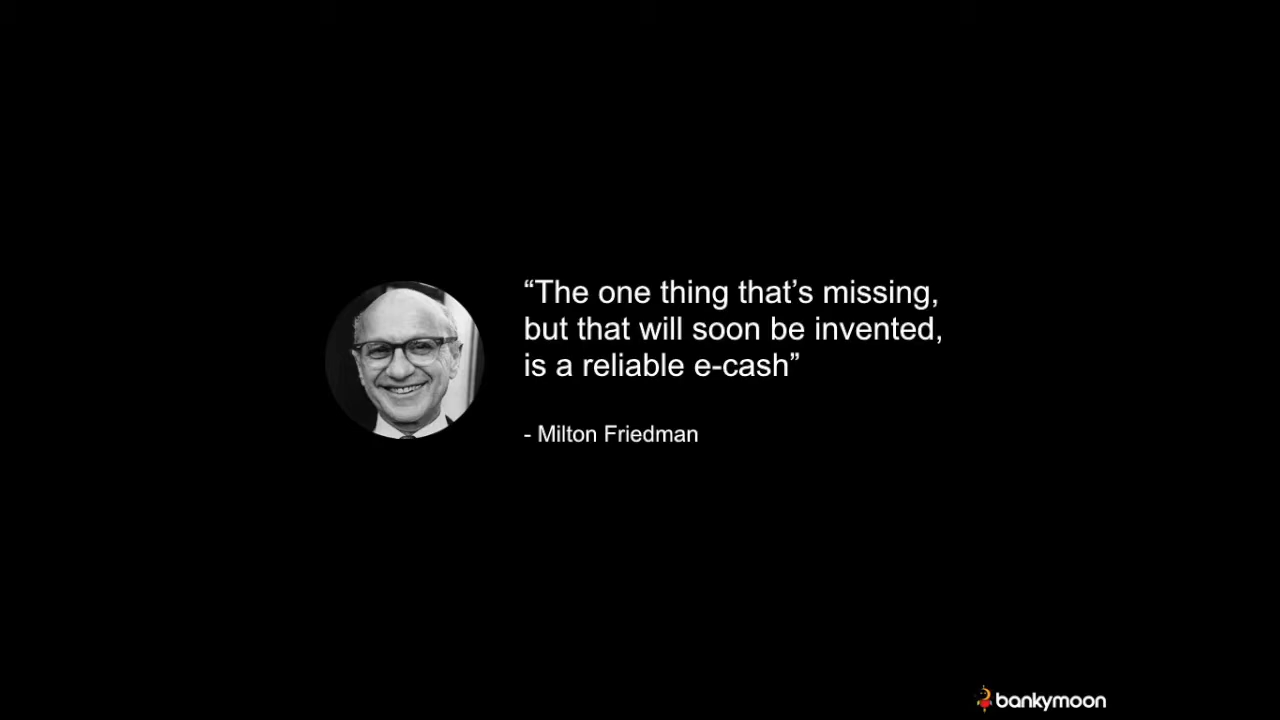 “The one thing that’s missing,
but that will soon be invented,
is a reliable e-cash”
- Milton Friedman
bankymoon